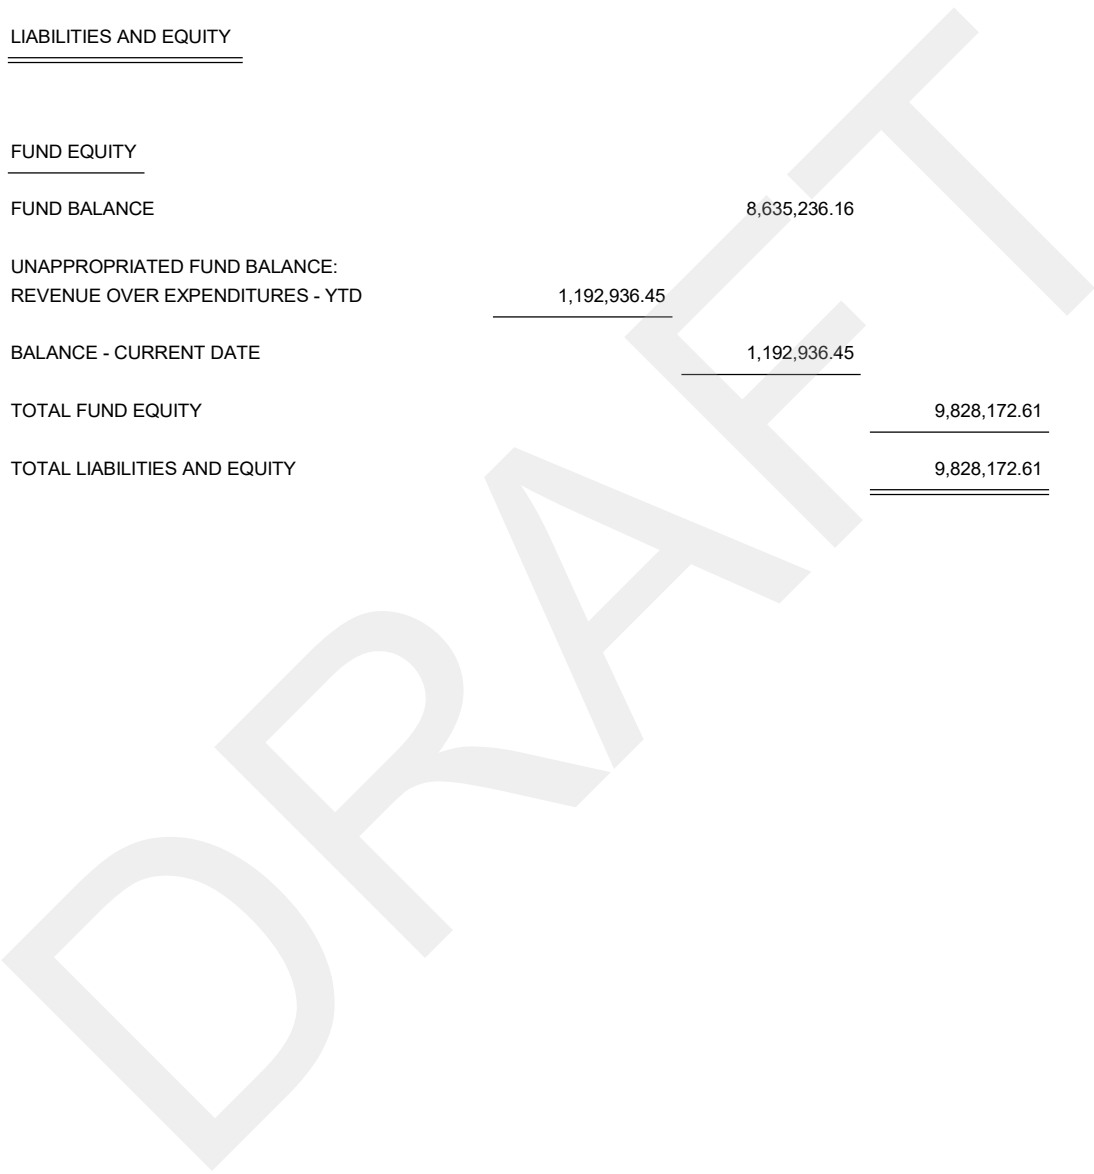 LIABILITIES AND EQUITY
FUND EQUITY
FUND BALANCE 8,635,236.16
UNAPPROPRIATED FUND BALANCE:
REVENUE OVER EXPENDITURES - YTD 1,192,936.45
BALANCE - CURRENT DATE 1,192,936.45
TOTAL FUND EQUITY 9,828,172.61
TOTAL LIABILITIES AND EQUITY 9,828,172.61
DRAFT